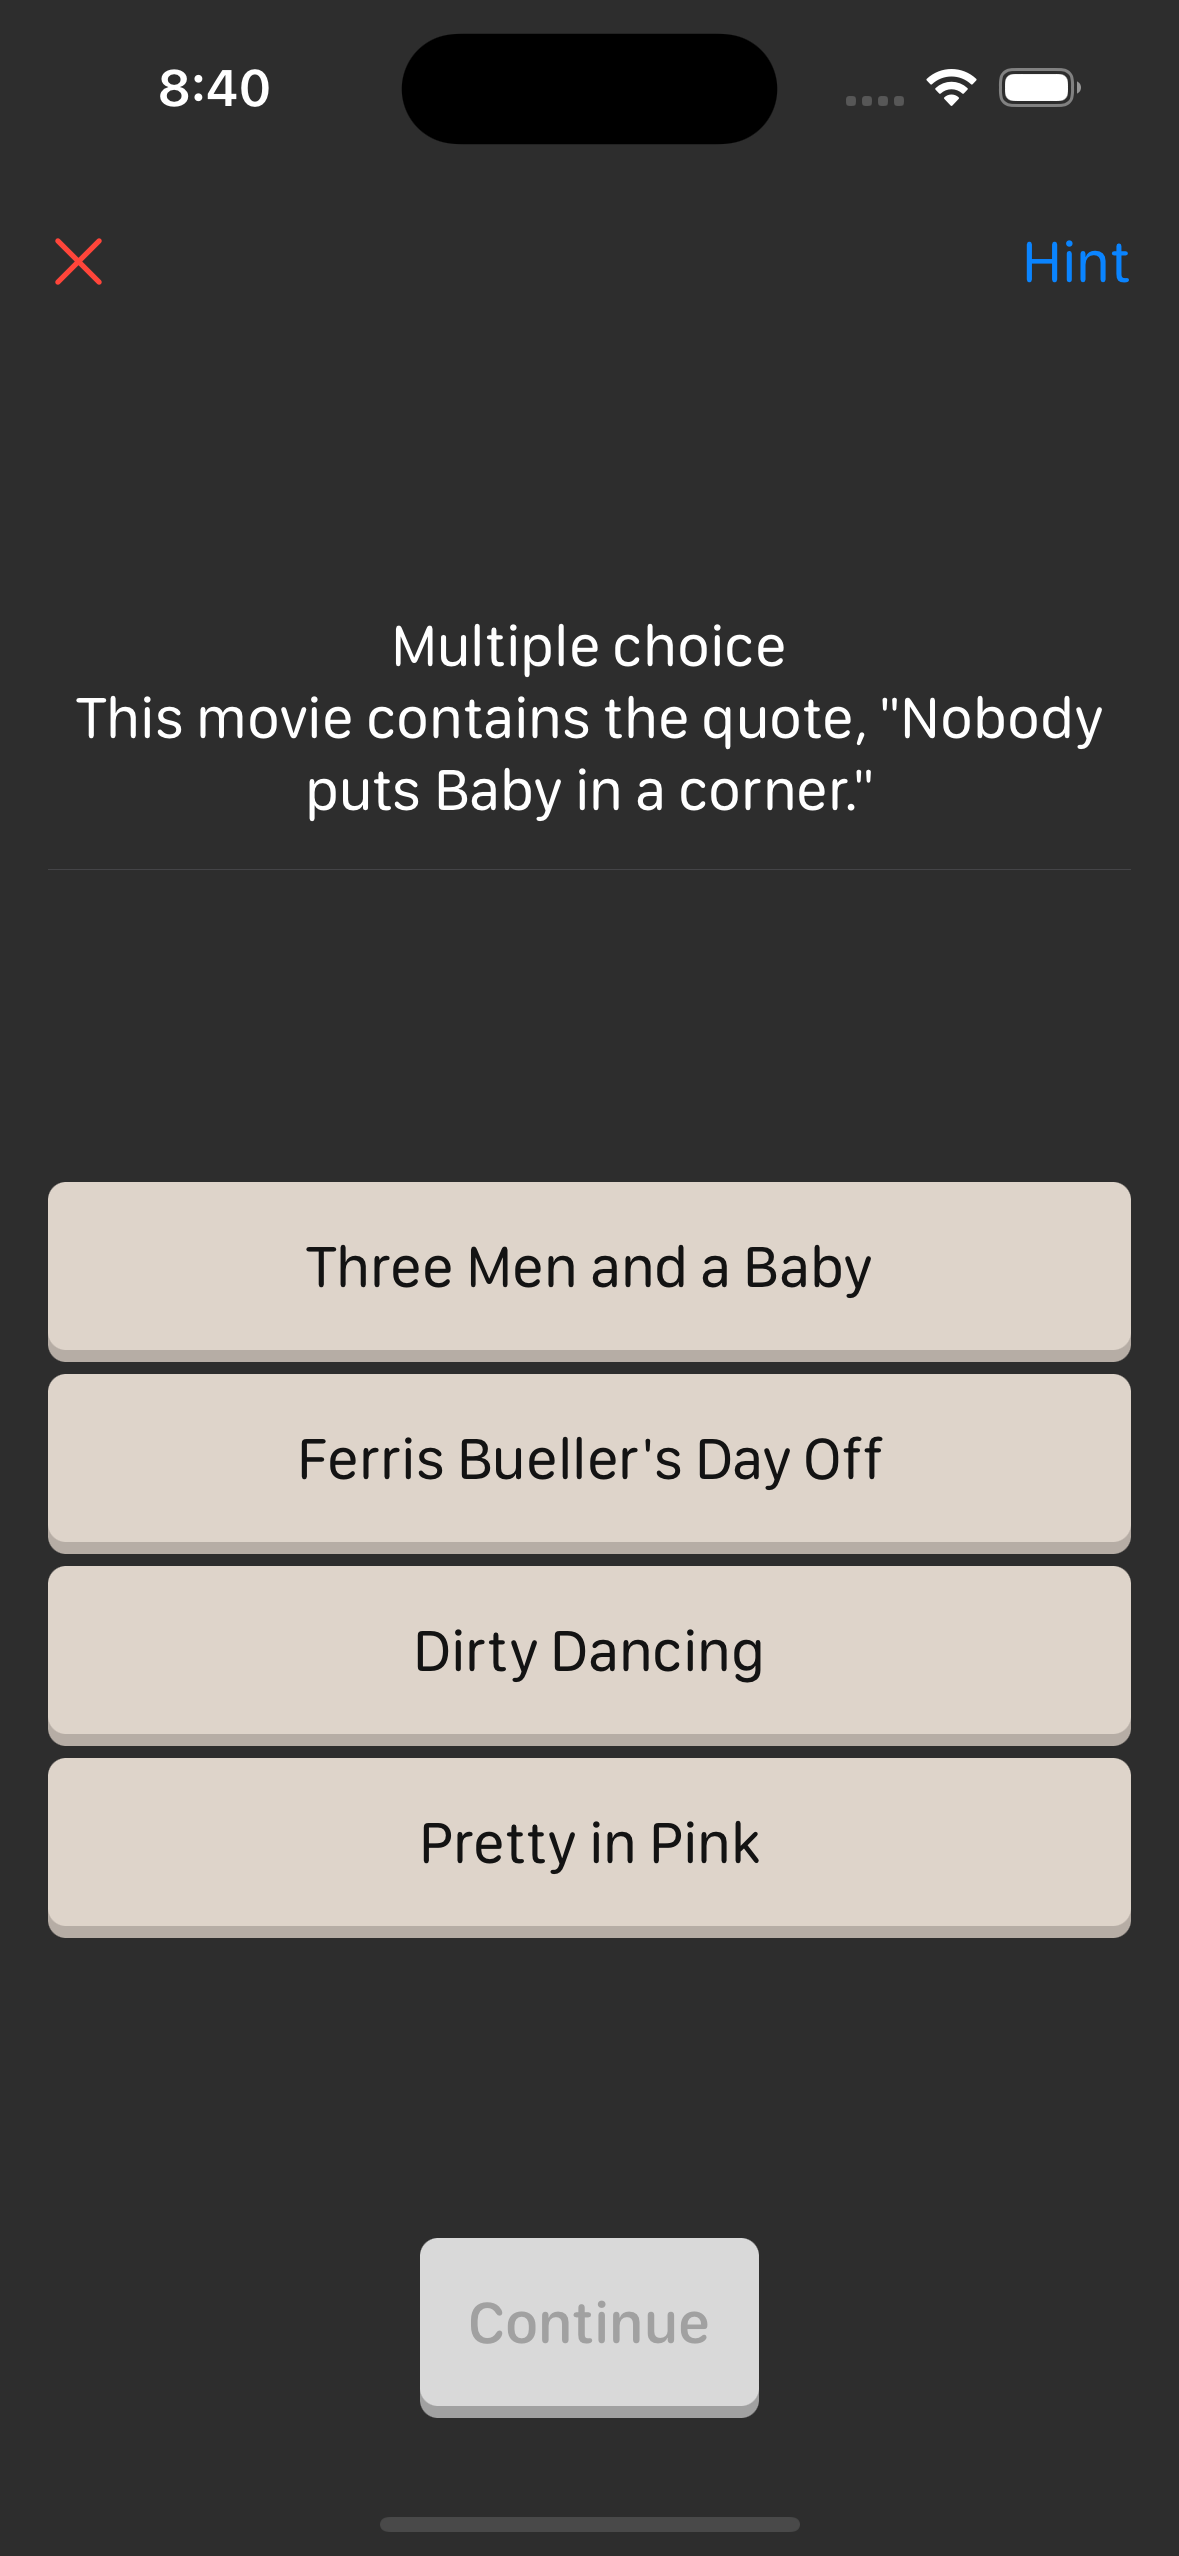 8:40
Hint
Multiple choice
This movie contains the quote, "Nobody
puts Baby in a corner."
Three Men and a Baby
Ferris Bueller's Day Off
Dirty Dancing
Pretty in Pink
Continue